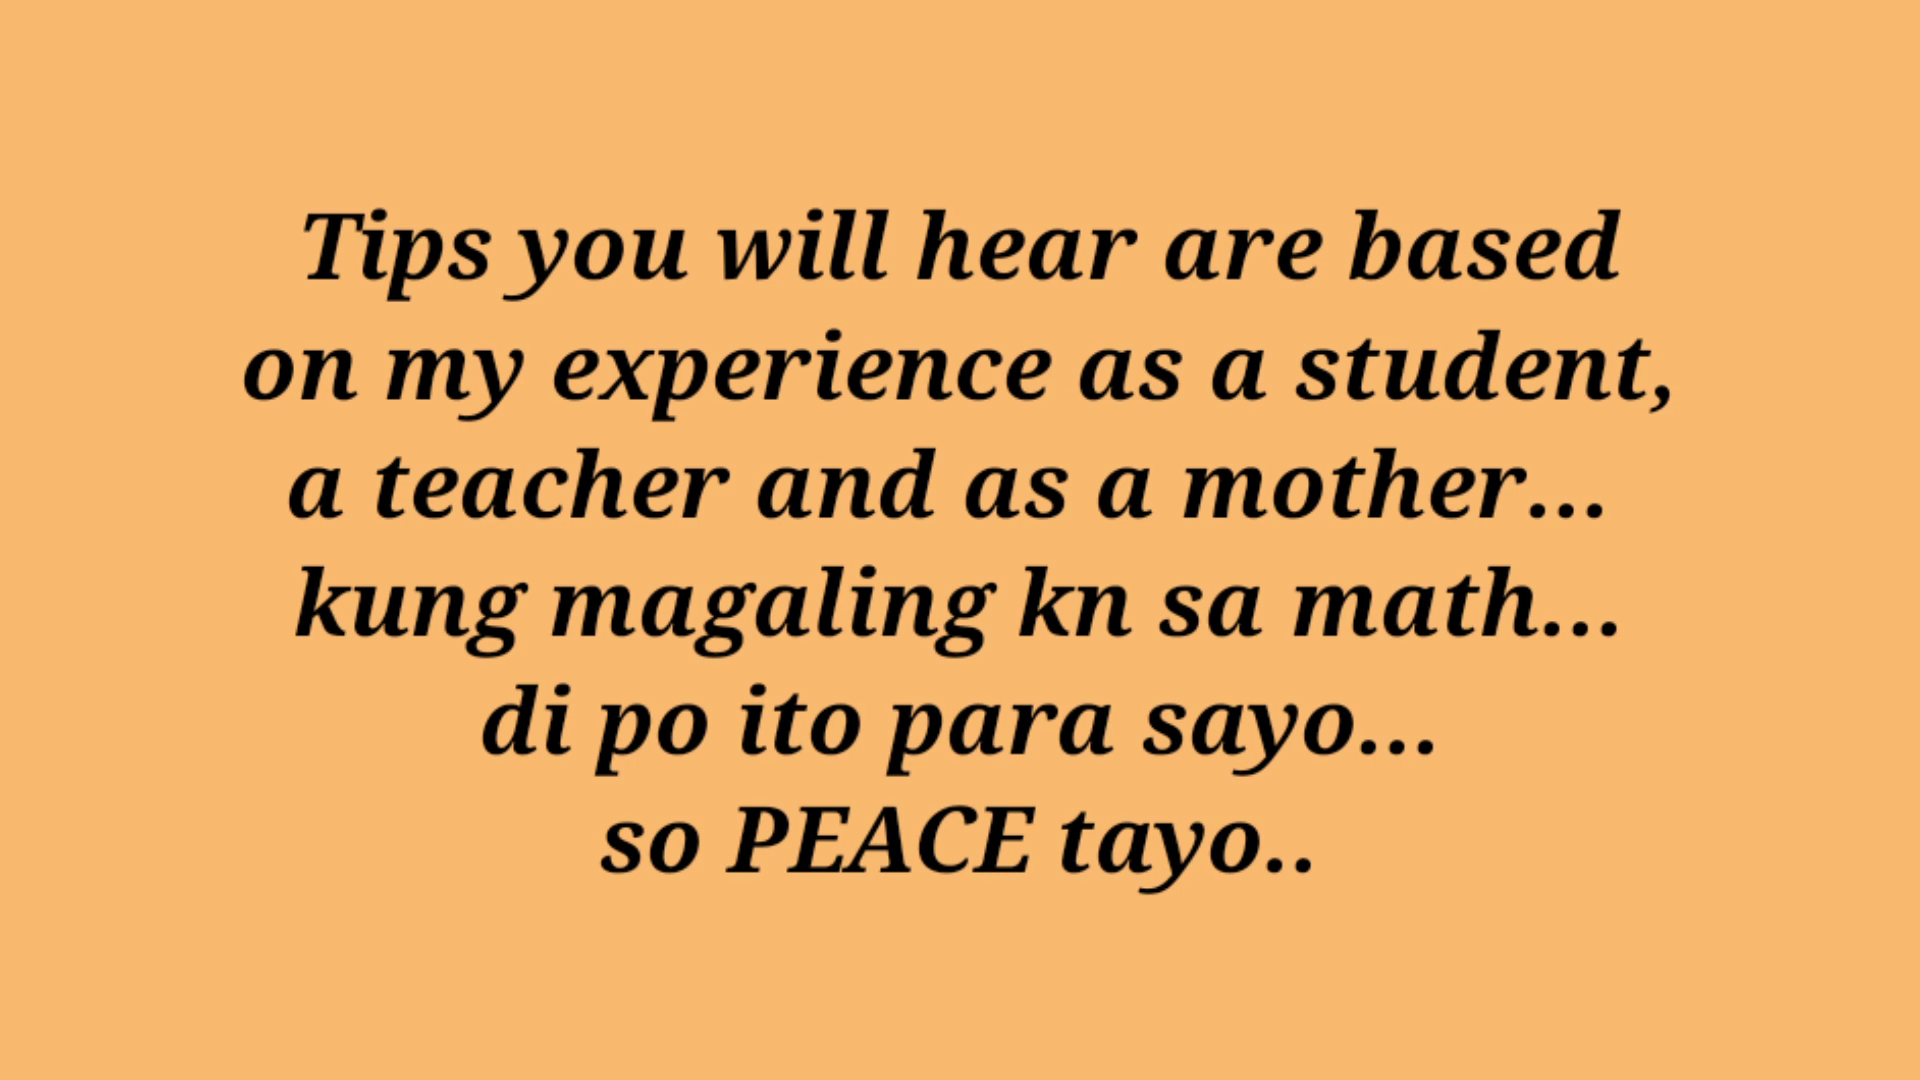 Tips you will hear are based
on my experience as a student,
a teacher and as a mother...
kung magaling kn sa math...
di po ito para sayo...
so PEACE tayo..